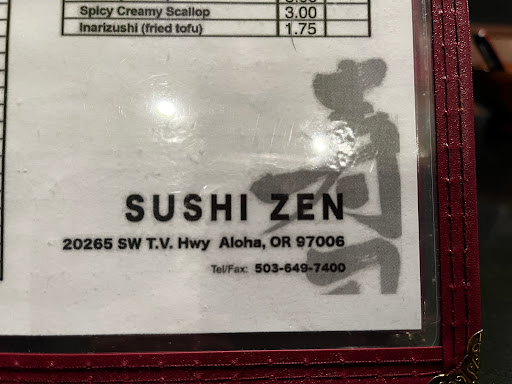 Spicy Creamy Scallop 3.00
Inarizushi (fried tofu) 1.75
SUSHI ZEN
20265 SW T.V. Hwy Aloha, OR 97006
Tel/Fax: 503-649-7400